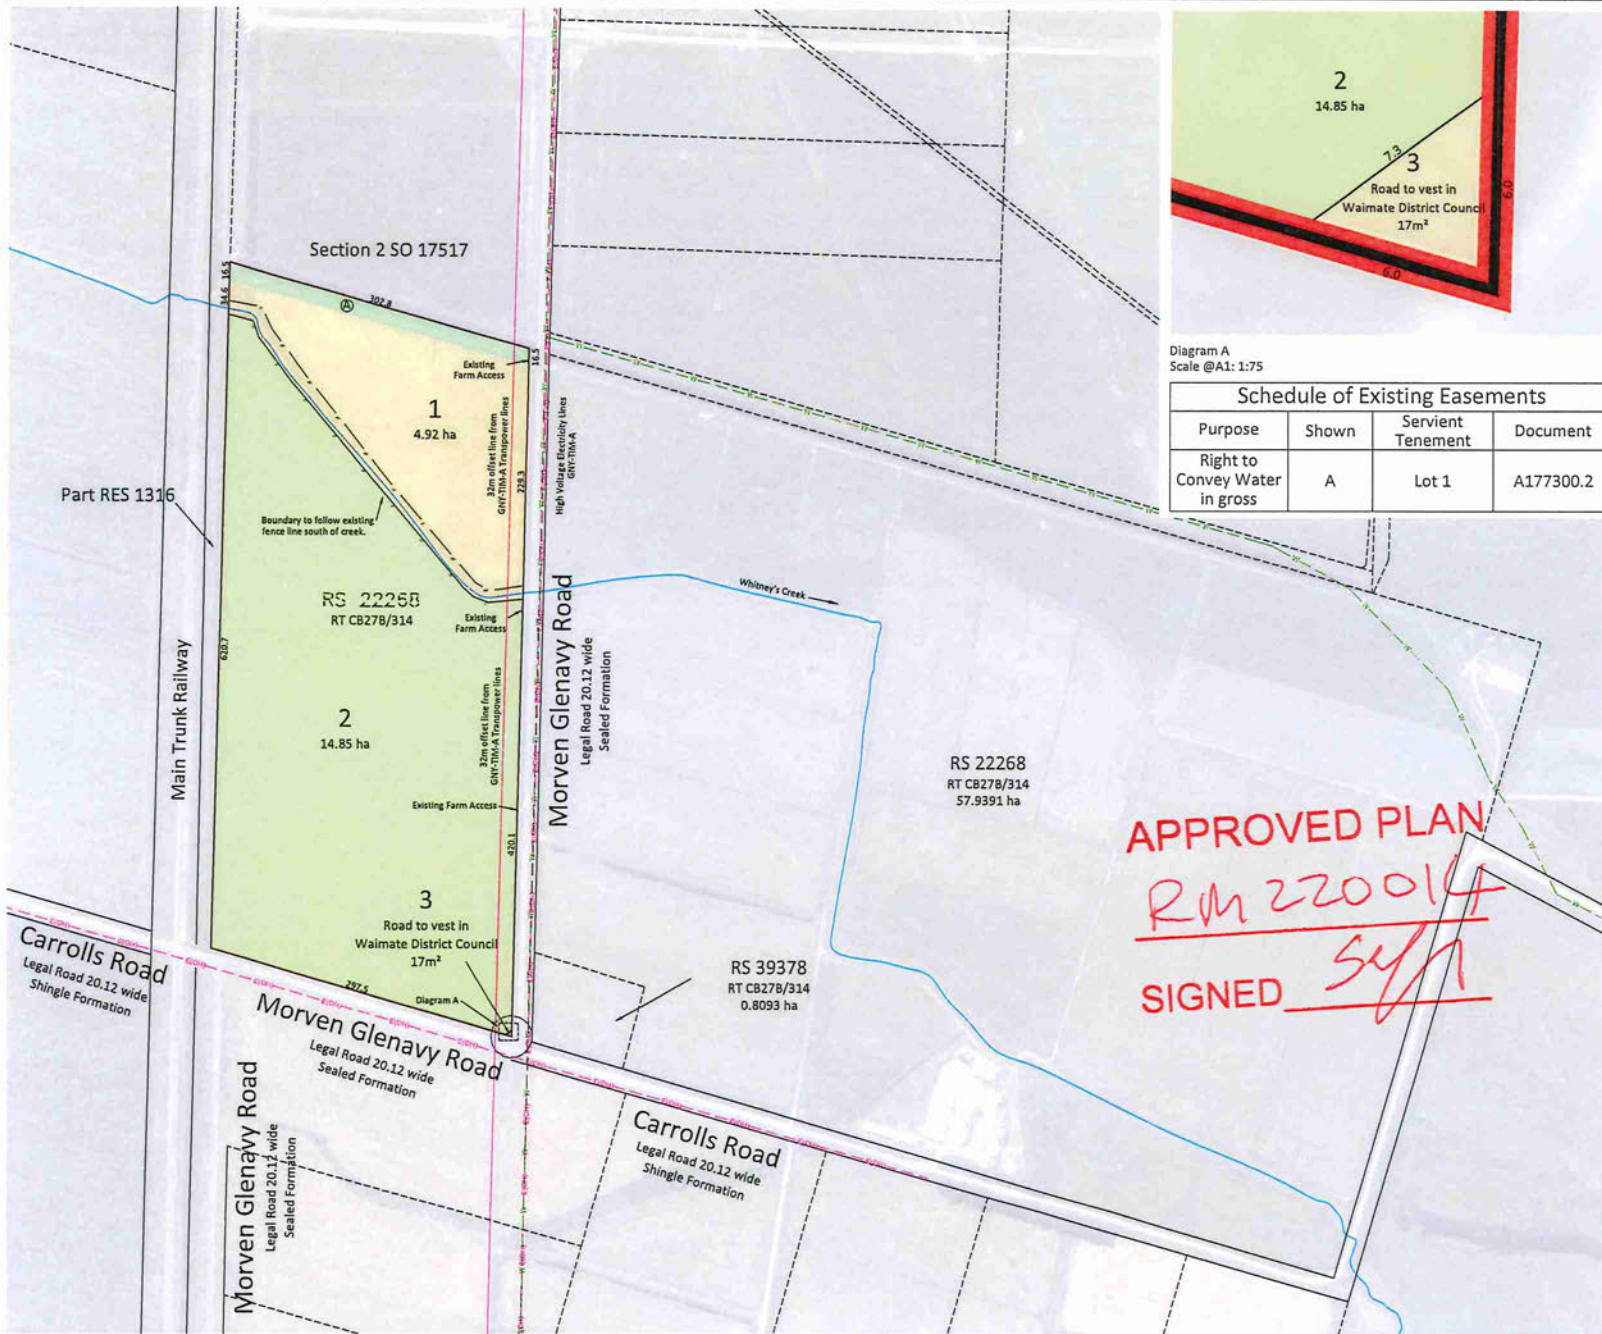 Section 2 SO 17517
16.5
34.6
A
302.8
Existing
Farm Access
16.5
1
4.92 ha
32m offset line from
GNY-TIM-A Transpower lines
229.3
High Voltage Electricity Lines
GNY-TIM-A
Part RES 1316
Boundary to follow existing
fence line south of creek.
RS 22268
RT CB27B/314
Existing
Farm Access
Whitney's Creek
620.7
Main Trunk Railway
2
14.85 ha
32m offset line from
GNY-TIM-A Transpower lines
Morven Glenavy Road
Legal Road 20.12 wide
Sealed Formation
Existing Farm Access
420.1
RS 22268
RT CB27B/314
57.9391 ha
3
Road to vest in
Waimate District Council
17m²
Diagram A
297.5
RS 39378
RT CB27B/314
0.8093 ha
Carrolls Road
Legal Road 20.12 wide
Shingle Formation
Morven Glenavy Road
Legal Road 20.12 wide
Sealed Formation
Morven Glenavy Road
Legal Road 20.12 wide
Sealed Formation
Carrolls Road
Legal Road 20.12 wide
Shingle Formation
2
14.85 ha
7.3
3
Road to vest in
Waimate District Council
17m²
6.0
6.0
Diagram A
Scale @A1: 1:75
Schedule of Existing Easements
Purpose Shown Servient Tenement Document
Right to Convey Water in gross A Lot 1 A177300.2
APPROVED PLAN
RM 220014
SIGNED